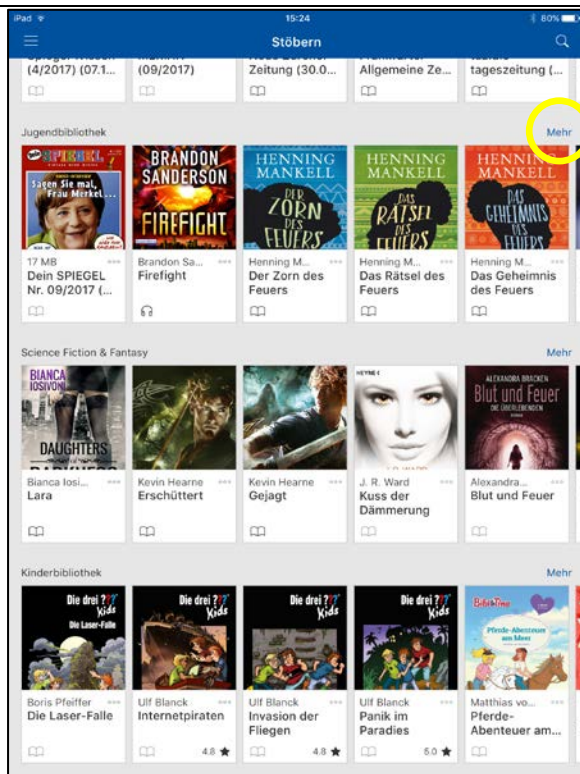 iPad 15:24 80%
Stöbern
(4/2017) (07.1...
(09/2017)
Zeitung (30.0...
Allgemeine Ze...
tageszeitung (...
Jugendbibliothek Mehr
Dein SPIEGEL
Sagen Sie mal,
Frau Merkel...
BRANDON
SANDERSON
FIREFIGHT
HENNING
MANKELL
DER
ZORN
DES
FEUERS
HENNING
MANKELL
DAS
RÄTSEL
DES
FEUERS
HENNING
MANKELL
DAS
GEHEIMNIS
DES
FEUERS
17 MB
Dein SPIEGEL
Nr. 09/2017 (...
Brandon Sa...
Firefight
Henning M...
Der Zorn des
Feuers
Henning M...
Das Rätsel des
Feuers
Henning M...
Das Geheimnis
des Feuers
Science Fiction & Fantasy Mehr
BIANCA
IOSIVONI
DAUGHTERS
DARKNESS
HEYNE
J. R. WARD
ALEXANDRA BRACKEN
Blut und Feuer
DIE ÜBERLEBENDEN
ROMAN
Bianca Iosi...
Lara
Kevin Hearne
Erschüttert
Kevin Hearne
Gejagt
J. R. Ward
Kuss der
Dämmerung
Alexandra...
Blut und Feuer
Kinderbibliothek Mehr
Die drei ???
Kids
Die Laser-Falle
Die drei ???
Kids
Die drei ???
Kids
Die drei ???
Kids
Bibi & Tina
Pferde-Abenteuer
am Meer
Boris Pfeiffer
Die Laser-Falle
Ulf Blanck
Internetpiraten
4.8
Ulf Blanck
Invasion der
Fliegen
4.8
Ulf Blanck
Panik im
Paradies
5.0
Matthias vo...
Pferde-
Abenteuer am...